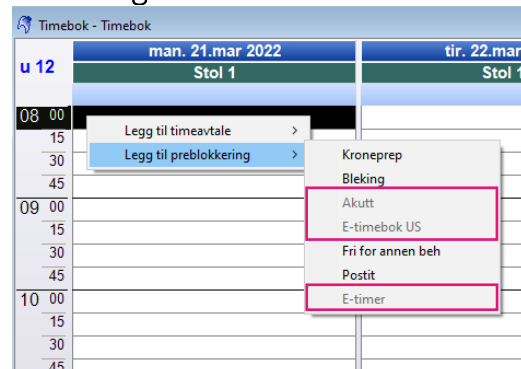 Timebok - Timebok
u 12
man. 21.mar 2022
tir. 22.mar
Stol 1
Stol
08 00
15
30
45
09 00
15
30
45
10 00
15
30
45
Legg til timeavtale
Legg til preblokkering
Kroneprep
Bleking
Akutt
E-timebok US
Fri for annen beh
Postit
E-timer